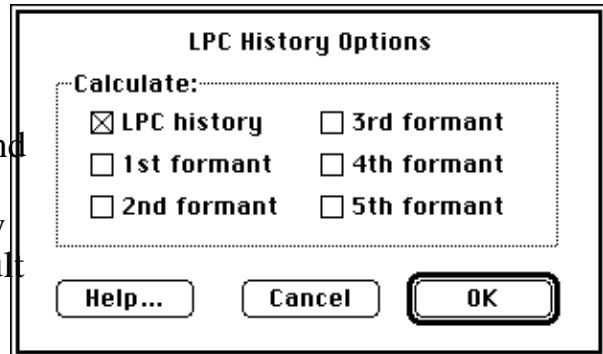 LPC History Options
Calculate:
LPC history
3rd formant
1st formant
4th formant
2nd formant
5th formant
Help...
Cancel
OK